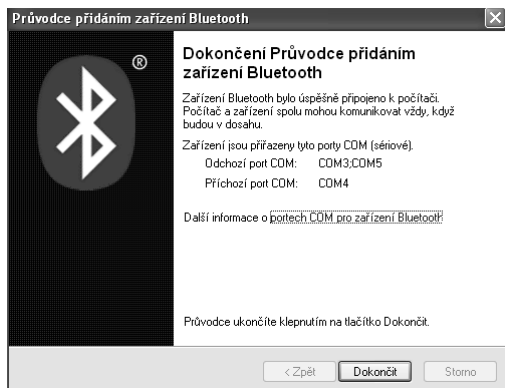 Průvodce přidáním zařízení Bluetooth
®
Dokončení Průvodce přidáním
zařízení Bluetooth
Zařízení Bluetooth bylo úspěšně připojeno k počítači.
Počítač a zařízení spolu mohou komunikovat vždy, když
budou v dosahu.
Zařízení jsou přiřazeny tyto porty COM (sériové).
Odchozí port COM: COM3;COM5
Příchozí port COM: COM4
Další informace o portech COM pro zařízení Bluetooth
Průvodce ukončíte klepnutím na tlačítko Dokončit.
< Zpět Dokončit Storno